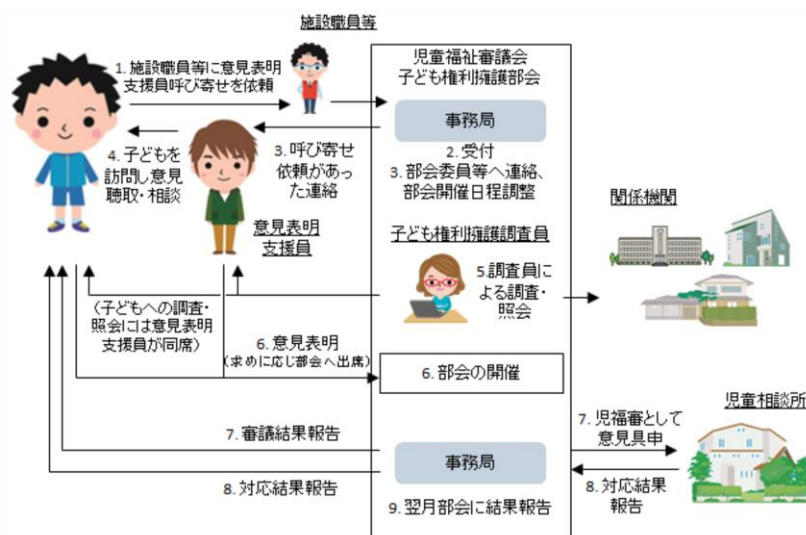 施設職員等
1. 施設職員等に意見表明
支援員呼び寄せを依頼
児童福祉審議会
子ども権利擁護部会
事務局
2. 受付
3. 部会委員等へ連絡、
部会開催日程調整
3. 呼び寄せ
依頼があっ
た連絡
4. 子どもを
訪問し意見
聴取・相談
意見表明
支援員
子ども権利擁護調査員
5.調査員に
よる調査・
照会
関係機関
(子どもへの調査・
照会には意見表明
支援員が同席)
6. 意見表明
(求めに応じ部会へ出席)
6. 部会の開催
児童相談所
7. 児福審として
意見具申
7. 審議結果報告
事務局
8. 対応結果報告
8. 対応結果
報告
9. 翌月部会に結果報告